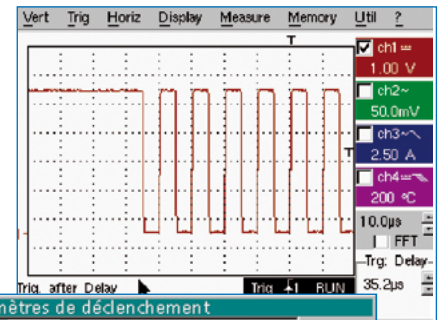 Vert Trig Horiz Display Measure Memory Util ?
T
ch1
1.00 V
ch2~
50.0mV
ch3~
T
2.50 A
ch4
200 °C
10.0µs
FFT
1
Trg: Delay
35.2µs
Trig. after Delay Trig 1 RUN
mètres de déclenchement